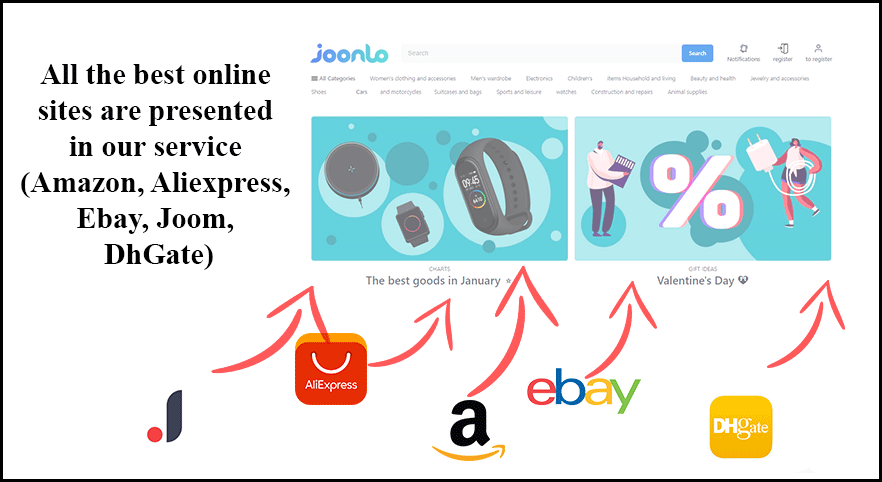 All the best online
sites are presented
in our service
(Amazon, Aliexpress,
Ebay, Joom,
DhGate)
joonlo
Search
Search
Notifications
register
to register
All Categories
Women's clothing and accessories
Men's wardrobe
Electronics
Children's
items Household and living
Beauty and health
Jewelry and accessories
Shoes
Cars
and motorcycles
Suitcases and bags
Sports and leisure
watches
Construction and repairs
Animal supplies
09:45
%
CHARTS
The best goods in January
GIFT IDEAS
Valentine's Day
AliExpress
a
ebay
DHgate